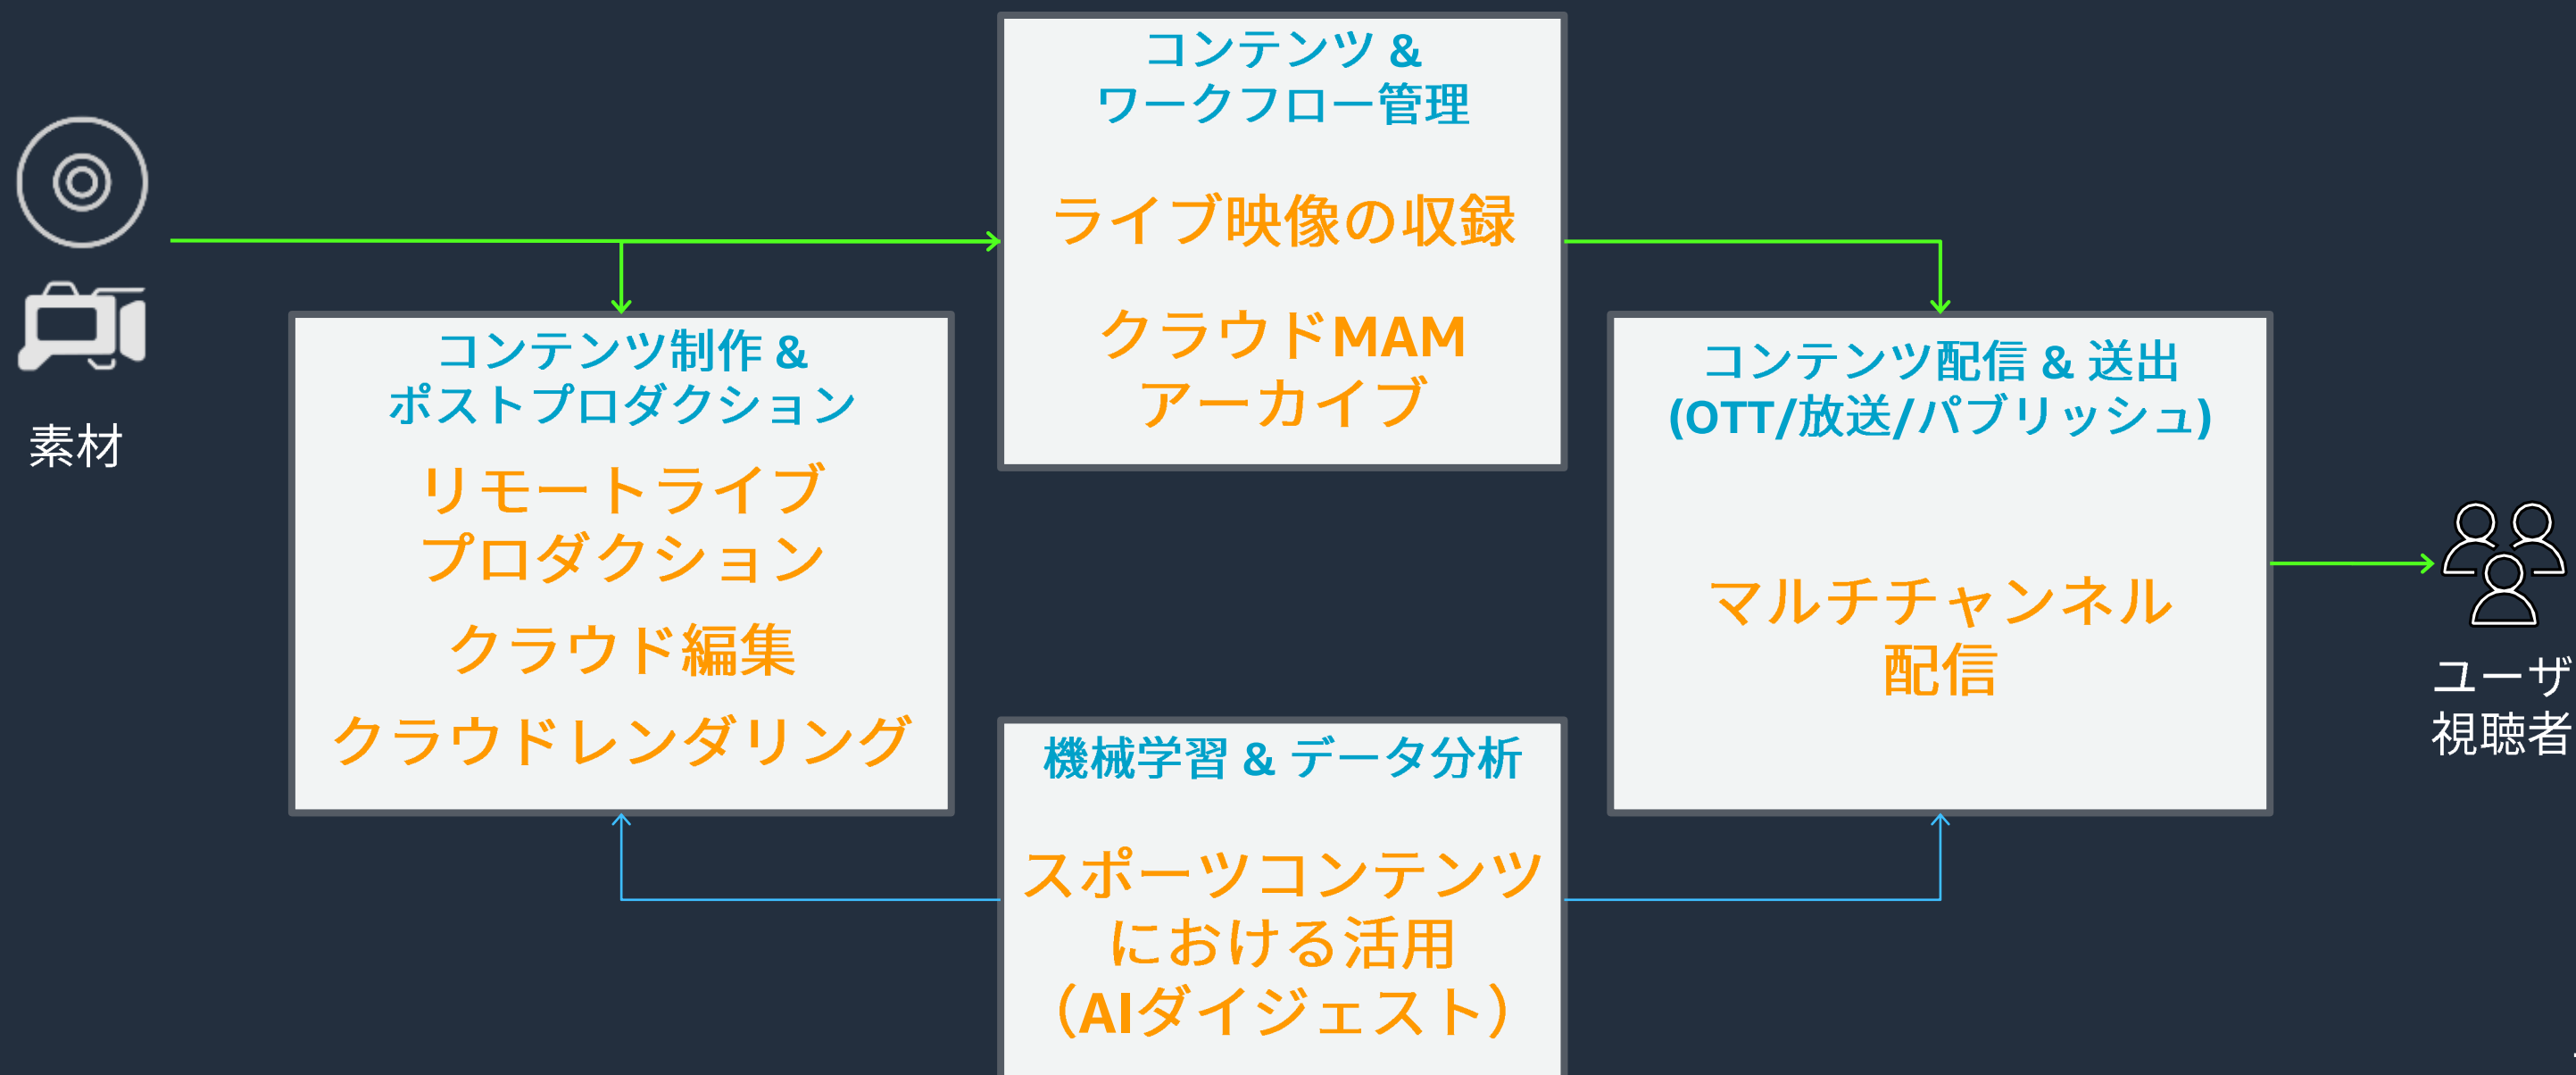 素材
コンテンツ &
ワークフロー管理
ライブ映像の収録
クラウドMAM
アーカイブ
コンテンツ制作 &
ポストプロダクション
リモートライブ
プロダクション
クラウド編集
クラウドレンダリング
機械学習 & データ分析
スポーツコンテンツ
における活用
（AIダイジェスト）
コンテンツ配信 & 送出
(OTT/放送/パブリッシュ)
マルチチャンネル
配信
ユーザ
視聴者